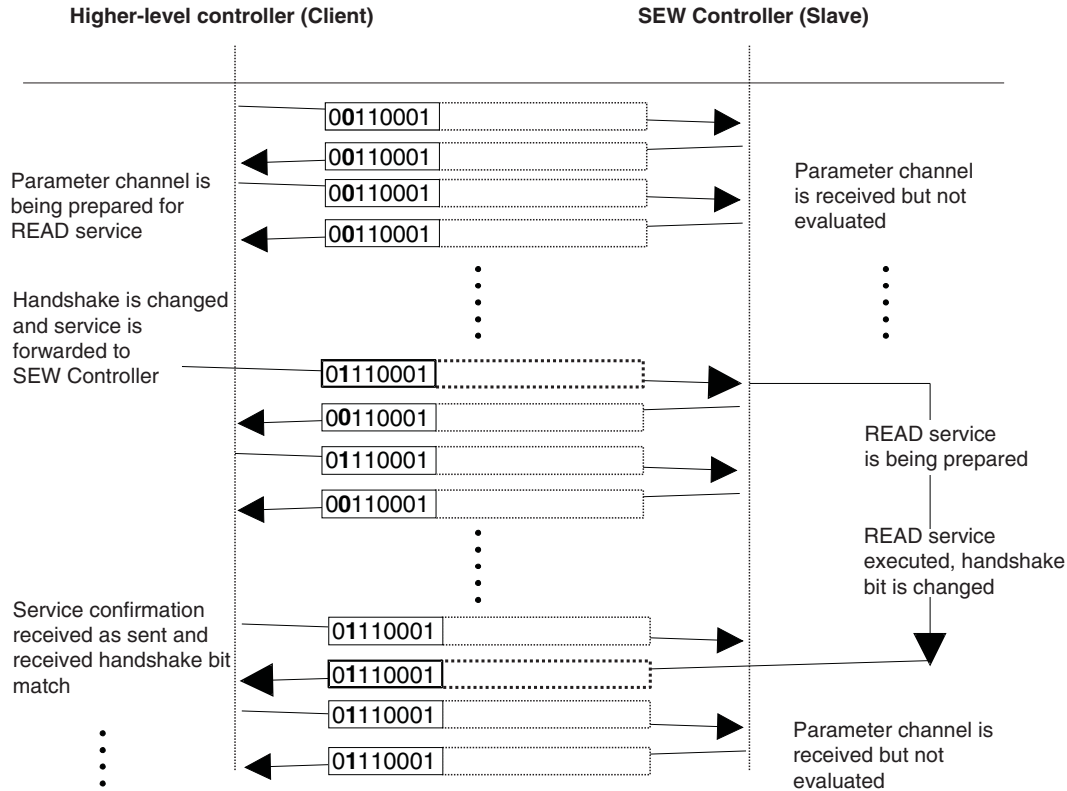 Higher-level controller (Client)
SEW Controller (Slave)
00110001
00110001
00110001
00110001
Parameter channel is
being prepared for
READ service
Parameter channel
is received but not
evaluated
Handshake is changed
and service is
forwarded to
SEW Controller
01110001
00110001
01110001
00110001
READ service
is being prepared
READ service
executed, handshake
bit is changed
Service confirmation
received as sent and
received handshake bit
match
01110001
01110001
01110001
01110001
Parameter channel is
received but not
evaluated